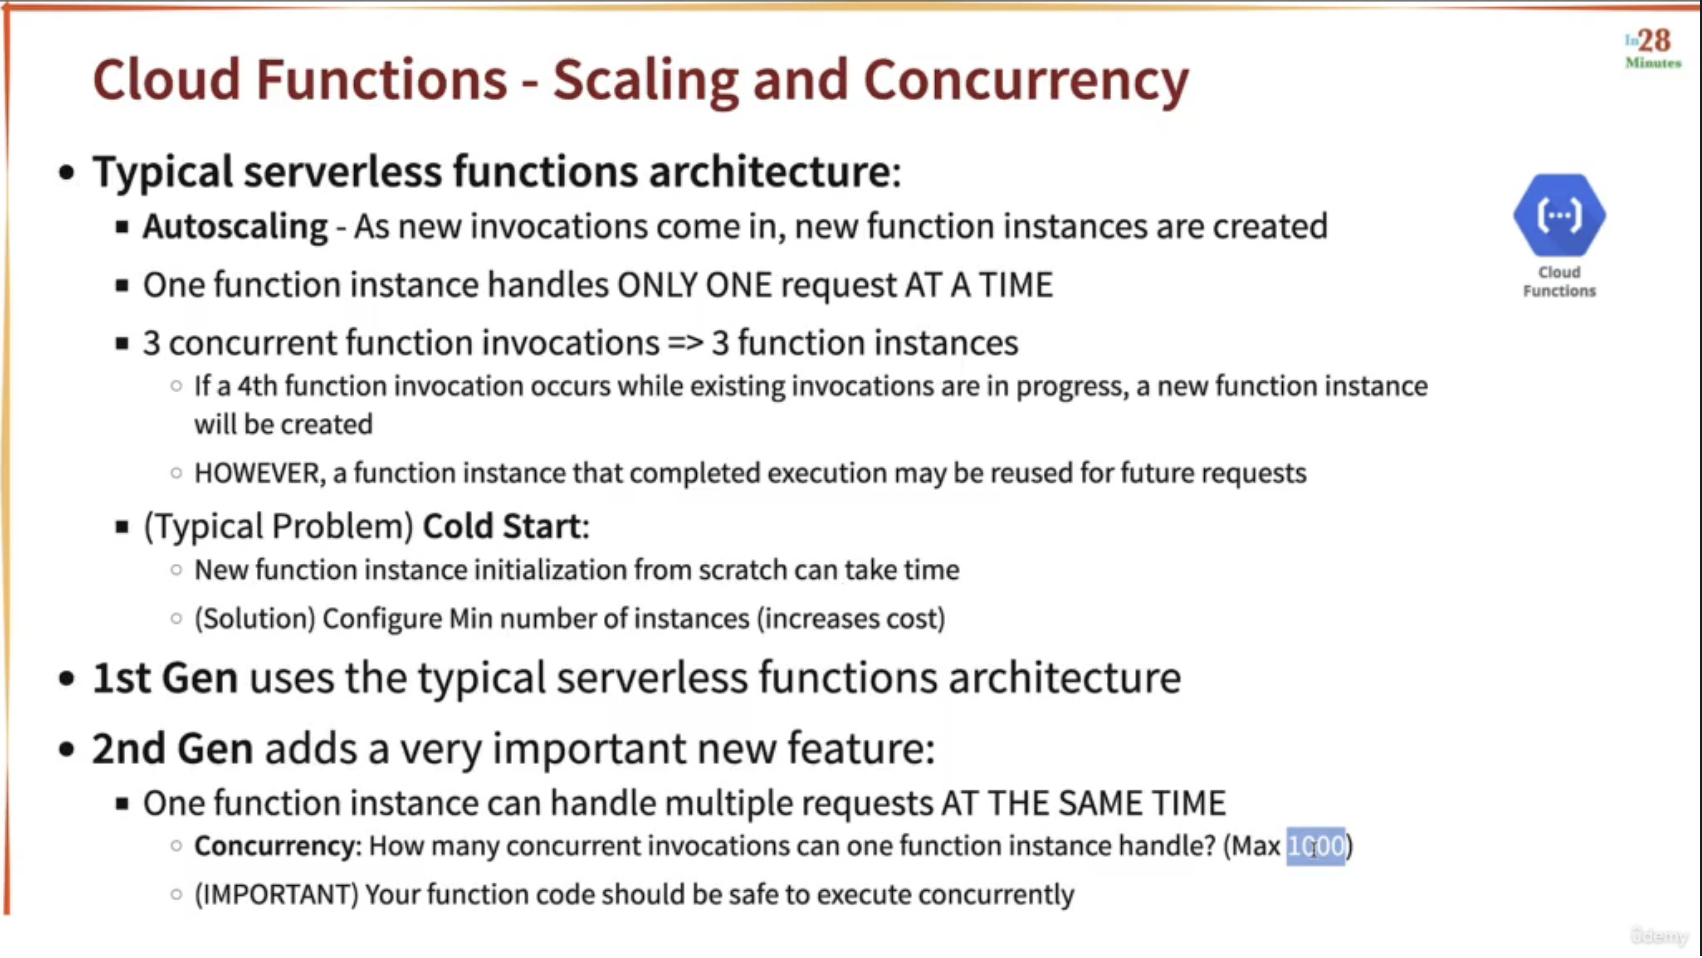 In28
Minutes
Cloud Functions - Scaling and Concurrency
• Typical serverless functions architecture:
▪ Autoscaling - As new invocations come in, new function instances are created
▪ One function instance handles ONLY ONE request AT A TIME
▪ 3 concurrent function invocations => 3 function instances
○ If a 4th function invocation occurs while existing invocations are in progress, a new function instance
will be created
○ HOWEVER, a function instance that completed execution may be reused for future requests
▪ (Typical Problem) Cold Start:
○ New function instance initialization from scratch can take time
○ (Solution) Configure Min number of instances (increases cost)
• 1st Gen uses the typical serverless functions architecture
• 2nd Gen adds a very important new feature:
▪ One function instance can handle multiple requests AT THE SAME TIME
○ Concurrency: How many concurrent invocations can one function instance handle? (Max 1000)
○ (IMPORTANT) Your function code should be safe to execute concurrently
Cloud
Functions
ûdemy